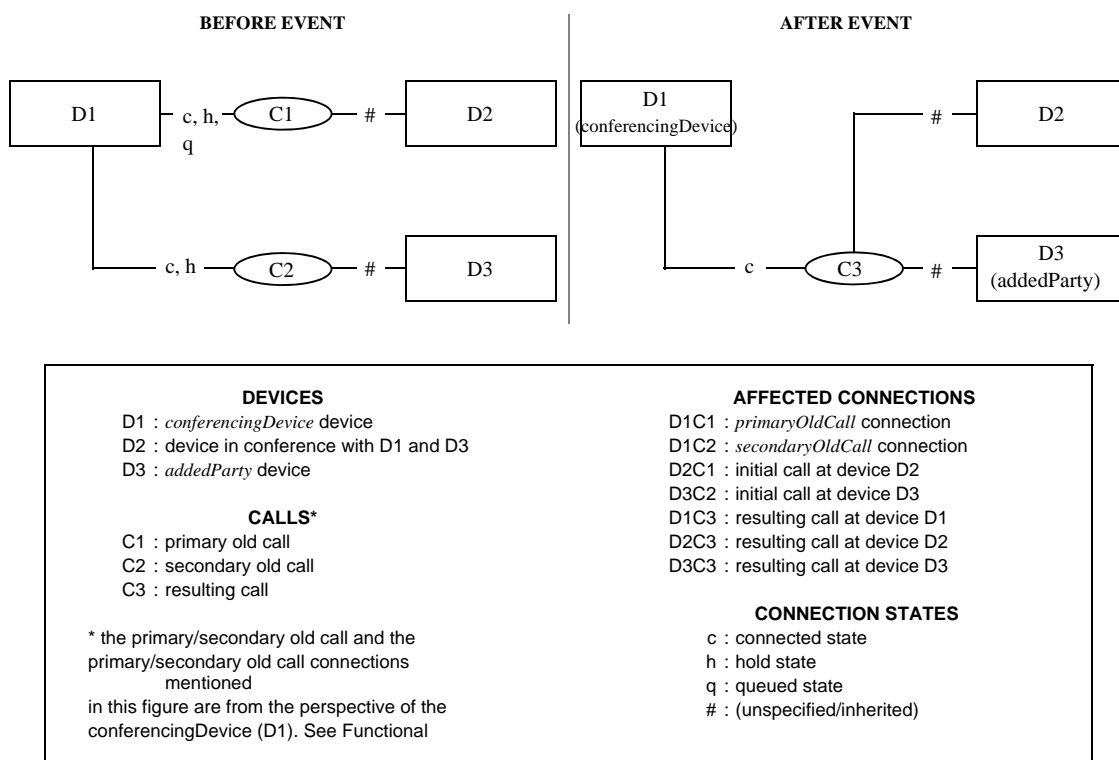 BEFORE EVENT
D1
c, h,
q
C1
#
D2
c, h
C2
#
D3
AFTER EVENT
D1
(conferencingDevice)
#
D2
c
C3
#
D3
(addedParty)
DEVICES
D1 : conferencingDevice device
D2 : device in conference with D1 and D3
D3 : addedParty device
CALLS*
C1 : primary old call
C2 : secondary old call
C3 : resulting call
* the primary/secondary old call and the
primary/secondary old call connections
mentioned
in this figure are from the perspective of the
conferencingDevice (D1). See Functional
AFFECTED CONNECTIONS
D1C1 : primaryOldCall connection
D1C2 : secondaryOldCall connection
D2C1 : initial call at device D2
D3C2 : initial call at device D3
D1C3 : resulting call at device D1
D2C3 : resulting call at device D2
D3C3 : resulting call at device D3
CONNECTION STATES
c : connected state
h : hold state
q : queued state
# : (unspecified/inherited)